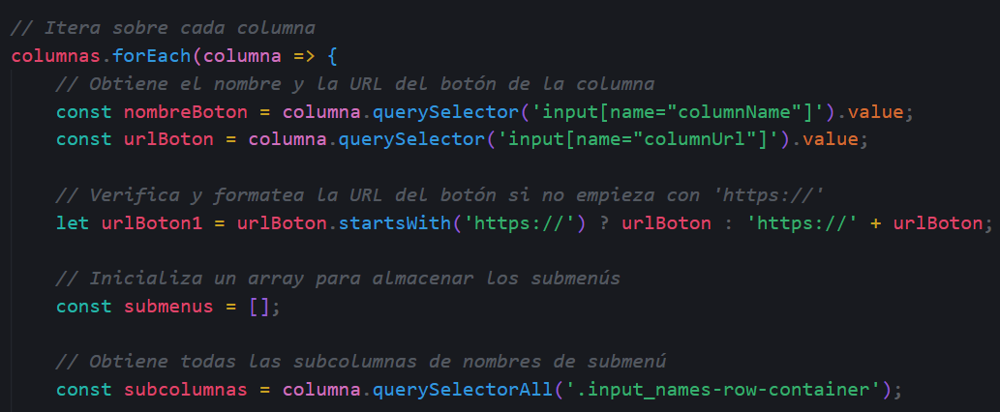 // Itera sobre cada columna
columnas.forEach(columna => {
// Obtiene el nombre y la URL del botón de la columna
const nombreBoton = columna.querySelector('input[name="columnName"]').value;
const urlBoton = columna.querySelector('input[name="columnUrl"]').value;
// Verifica y formatea la URL del botón si no empieza con 'https://'
let urlBoton1 = urlBoton.startsWith('https://') ? urlBoton : 'https://' + urlBoton;
// Inicializa un array para almacenar los submenús
const submenus = [];
// Obtiene todas las subcolumnas de nombres de submenú
const subcolumnas = columna.querySelectorAll('.input_names-row-container');